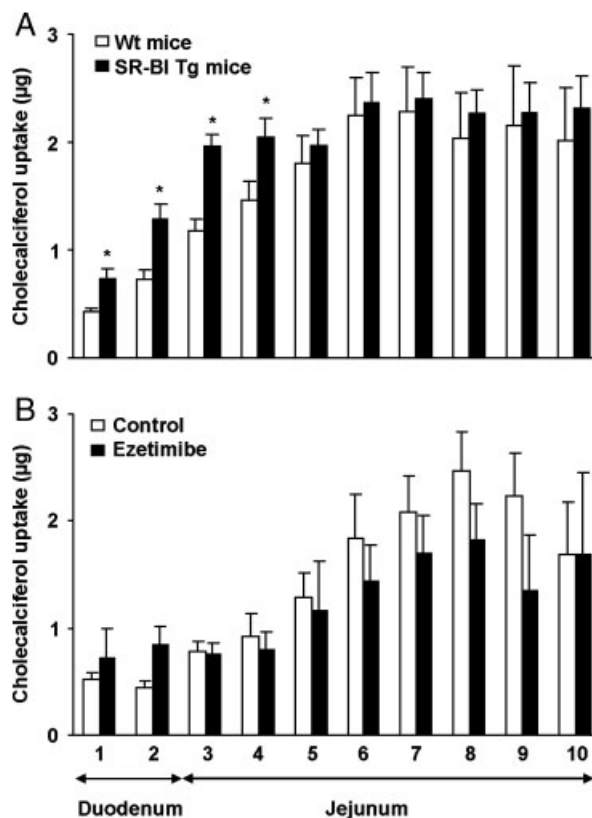 A
Wt mice
SR-BI Tg mice
Cholecalciferol uptake (µg)
3
2
1
0
* * * *
B
Control
Ezetimibe
Cholecalciferol uptake (µg)
3
2
1
0
1 2 3 4 5 6 7 8 9 10
Duodenum Jejunum